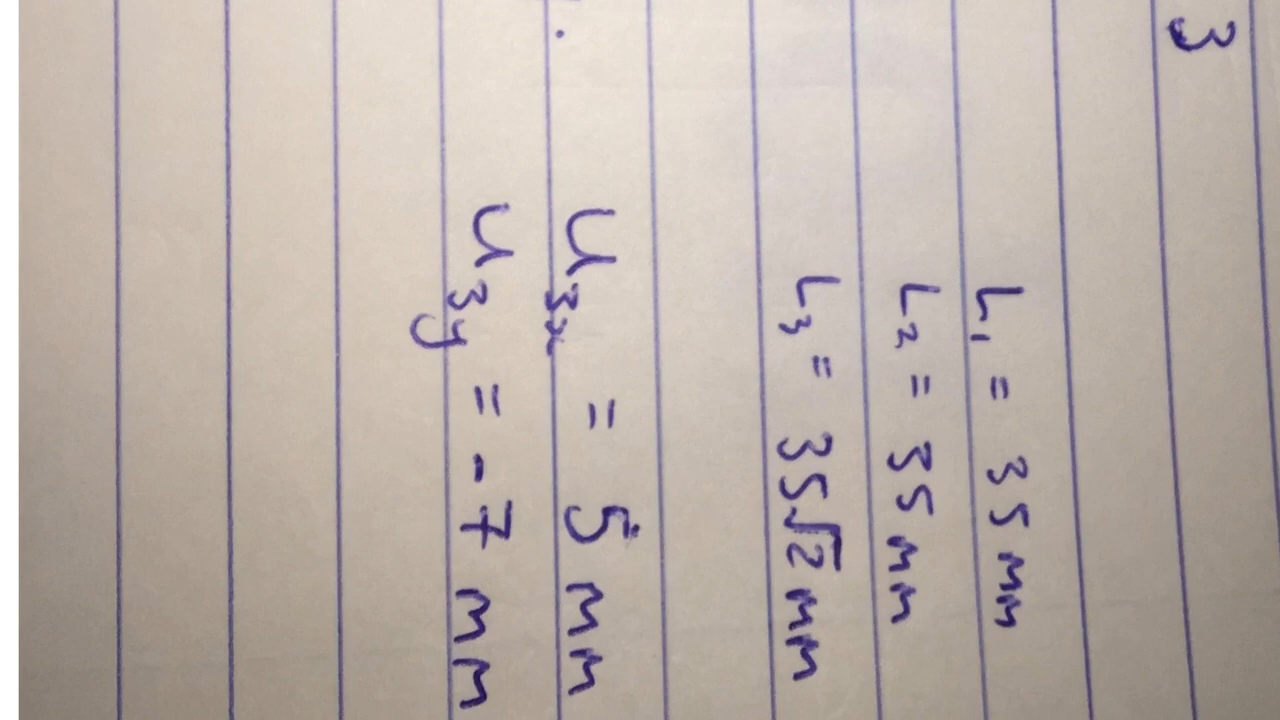 3
L₁ = 35 mm
L₂ = 35 mm
L₃ = 35√2 mm
u₃ₓ = 5 mm
u₃y = -7 mm